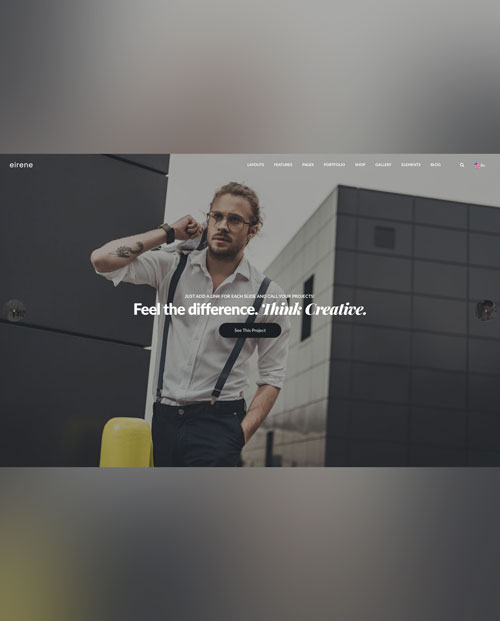 eirene
LAYOUTS FEATURES PAGES PORTFOLIO SHOP GALLERY ELEMENTS BLOG
JUST ADD A LINK FOR EACH SLIDE AND CALL YOUR PROJECTS!
Feel the difference. Think Creative.
See This Project